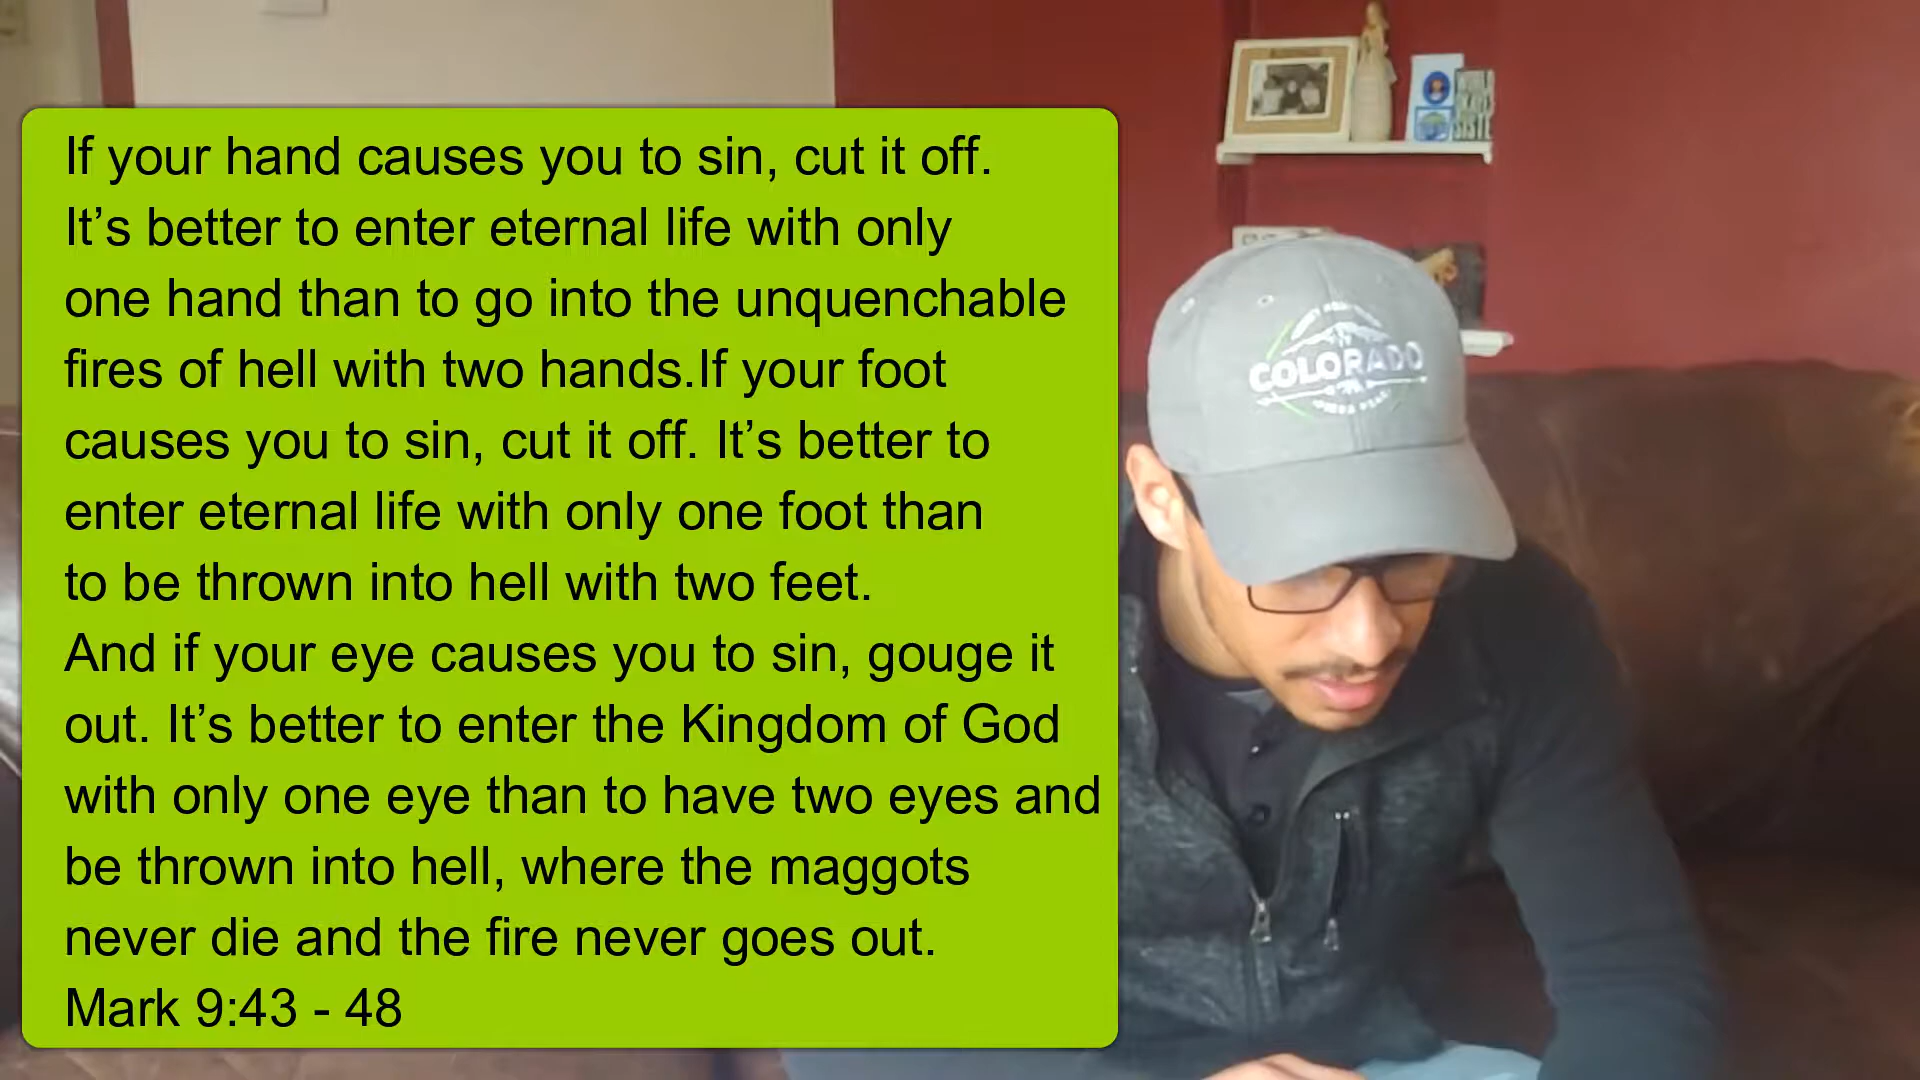 If your hand causes you to sin, cut it off.
It’s better to enter eternal life with only
one hand than to go into the unquenchable
fires of hell with two hands.If your foot
causes you to sin, cut it off. It’s better to
enter eternal life with only one foot than
to be thrown into hell with two feet.
And if your eye causes you to sin, gouge it
out. It’s better to enter the Kingdom of God
with only one eye than to have two eyes and
be thrown into hell, where the maggots
never die and the fire never goes out.
Mark 9:43 - 48
COLORADO